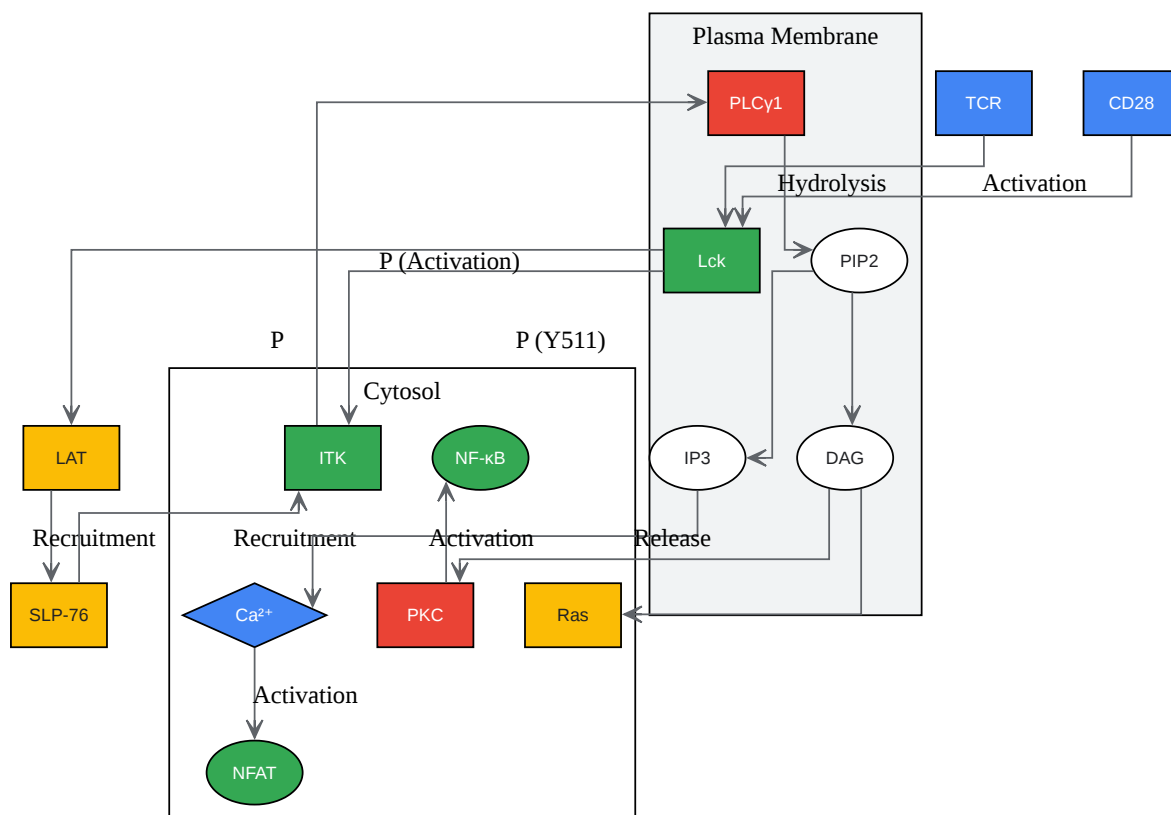 Plasma Membrane
PLCγ1
TCR
CD28
Hydrolysis
Activation
Lck
PIP2
P (Activation)
P
P (Y511)
Cytosol
LAT
ITK
NF-κB
IP3
DAG
Recruitment
Recruitment
Activation
Release
SLP-76
Ca²⁺
PKC
Ras
Activation
NFAT